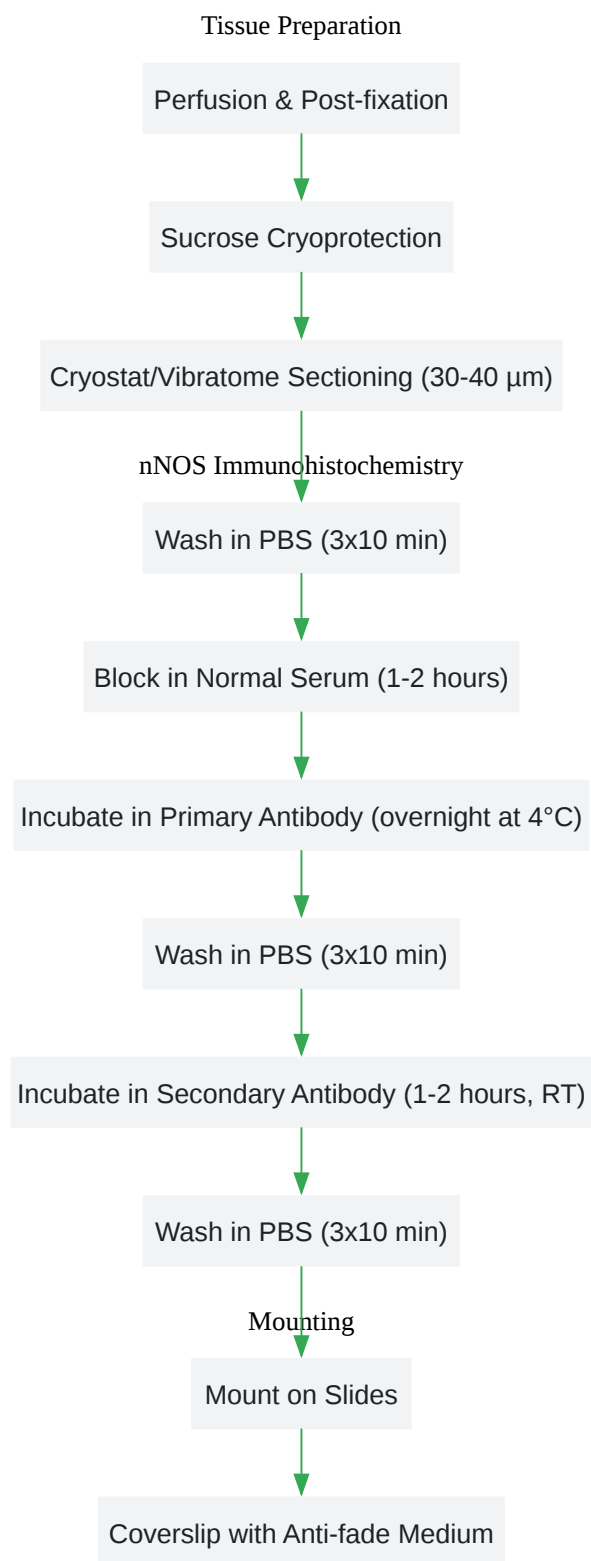 Tissue Preparation
Perfusion & Post-fixation
Sucrose Cryoprotection
Cryostat/Vibratome Sectioning (30-40 µm)
nNOS Immunohistochemistry
Wash in PBS (3x10 min)
Block in Normal Serum (1-2 hours)
Incubate in Primary Antibody (overnight at 4°C)
Wash in PBS (3x10 min)
Incubate in Secondary Antibody (1-2 hours, RT)
Wash in PBS (3x10 min)
Mounting
Mount on Slides
Coverslip with Anti-fade Medium